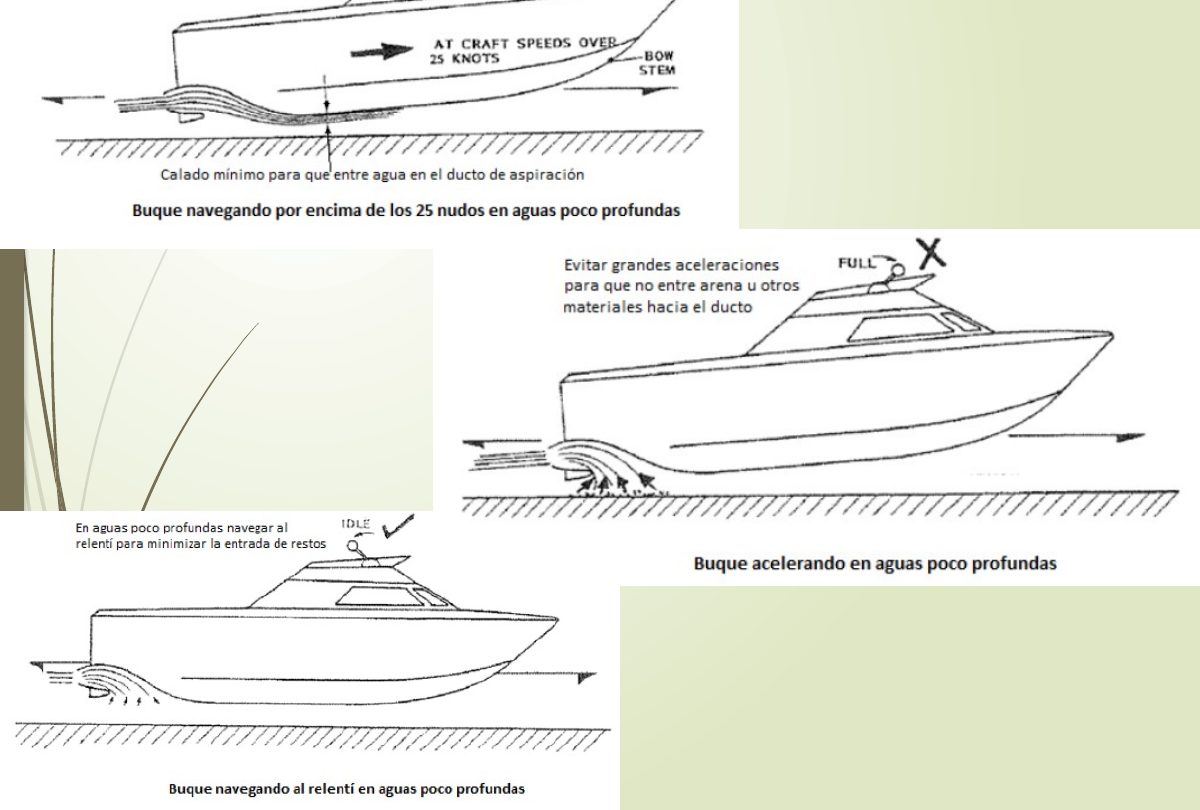 AT CRAFT SPEEDS OVER
25 KNOTS
BOW
STEM
Calado mínimo para que entre agua en el ducto de aspiración
Buque navegando por encima de los 25 nudos en aguas poco profundas
Evitar grandes aceleraciones
para que no entre arena u otros
materiales hacia el ducto
FULL
Buque acelerando en aguas poco profundas
En aguas poco profundas navegar al
relentí para minimizar la entrada de restos
IDLE
Buque navegando al relentí en aguas poco profundas